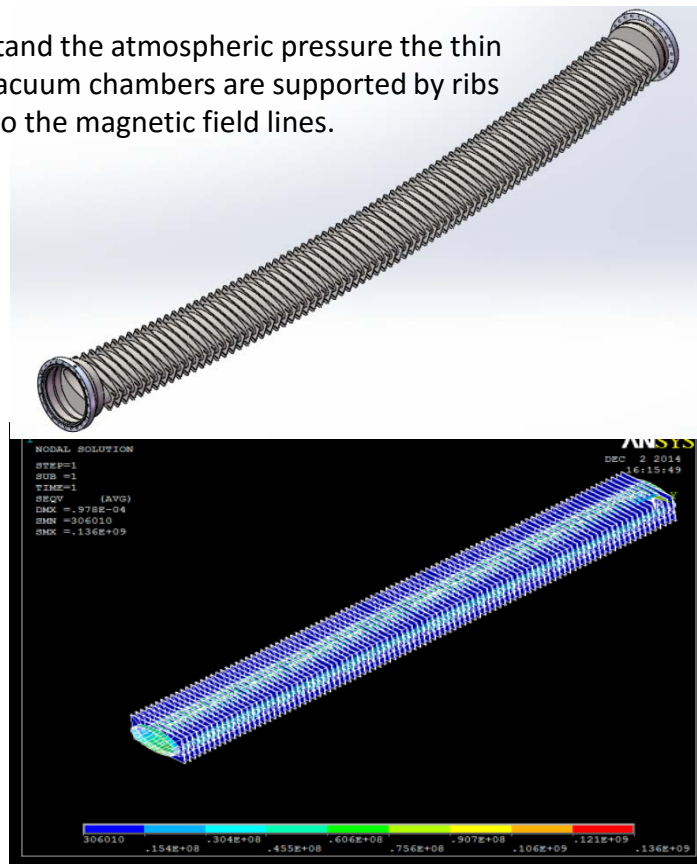 tand the atmospheric pressure the thin
acuum chambers are supported by ribs
o the magnetic field lines.
1
NODAL SOLUTION
STEP=1
SUB =1
TIME=1
SEQV (AVG)
DMX =.978E-04
SMN =306010
SMX =.136E+09
ANSYS
DEC 2 2014
16:15:49
X
306010 .304E+08 .606E+08 .907E+08 .121E+09
.154E+08 .455E+08 .756E+08 .106E+09 .136E+09